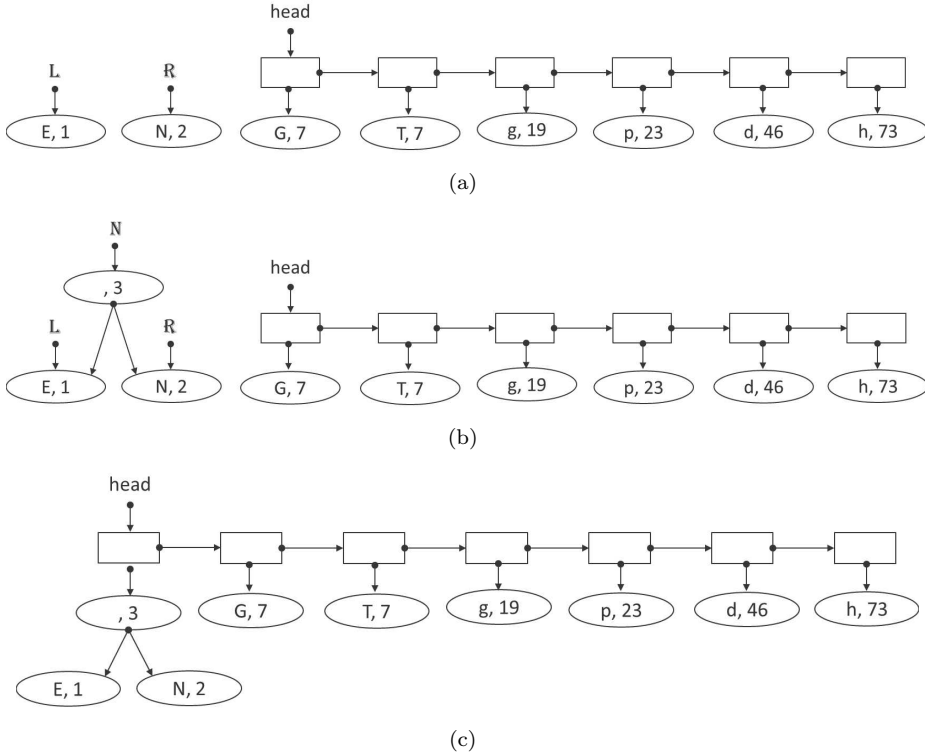 head
L R
E, 1 N, 2 G, 7 T, 7 g, 19 p, 23 d, 46 h, 73
(a)
N
head
, 3
L R
E, 1 N, 2 G, 7 T, 7 g, 19 p, 23 d, 46 h, 73
(b)
head
, 3 G, 7 T, 7 g, 19 p, 23 d, 46 h, 73
E, 1 N, 2
(c)